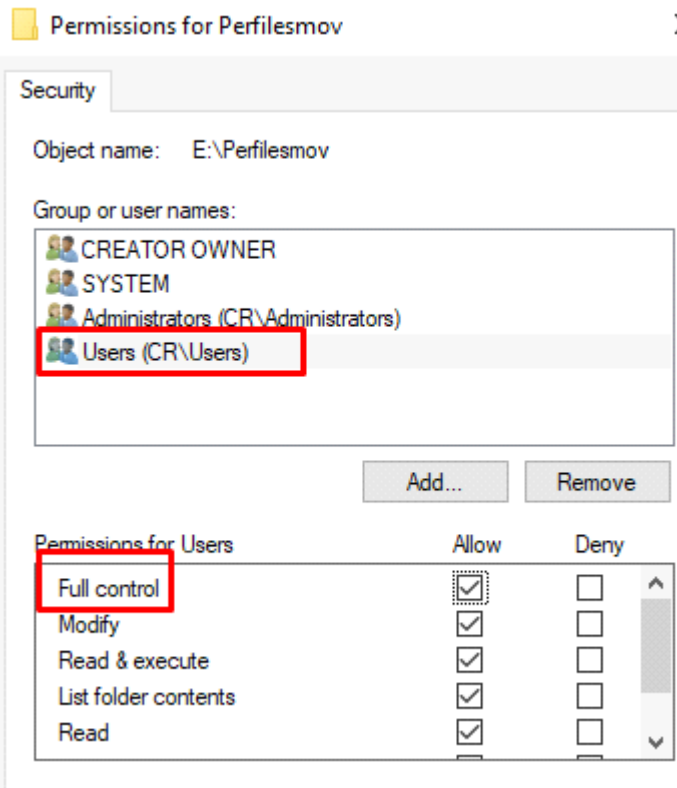 Permissions for Perfilesmov
Security
Object name: E:\Perfilesmov
Group or user names:
CREATOR OWNER
SYSTEM
Administrators (CR\Administrators)
Users (CR\Users)
Add... Remove
Permissions for Users Allow Deny
Full control
Modify
Read & execute
List folder contents
Read